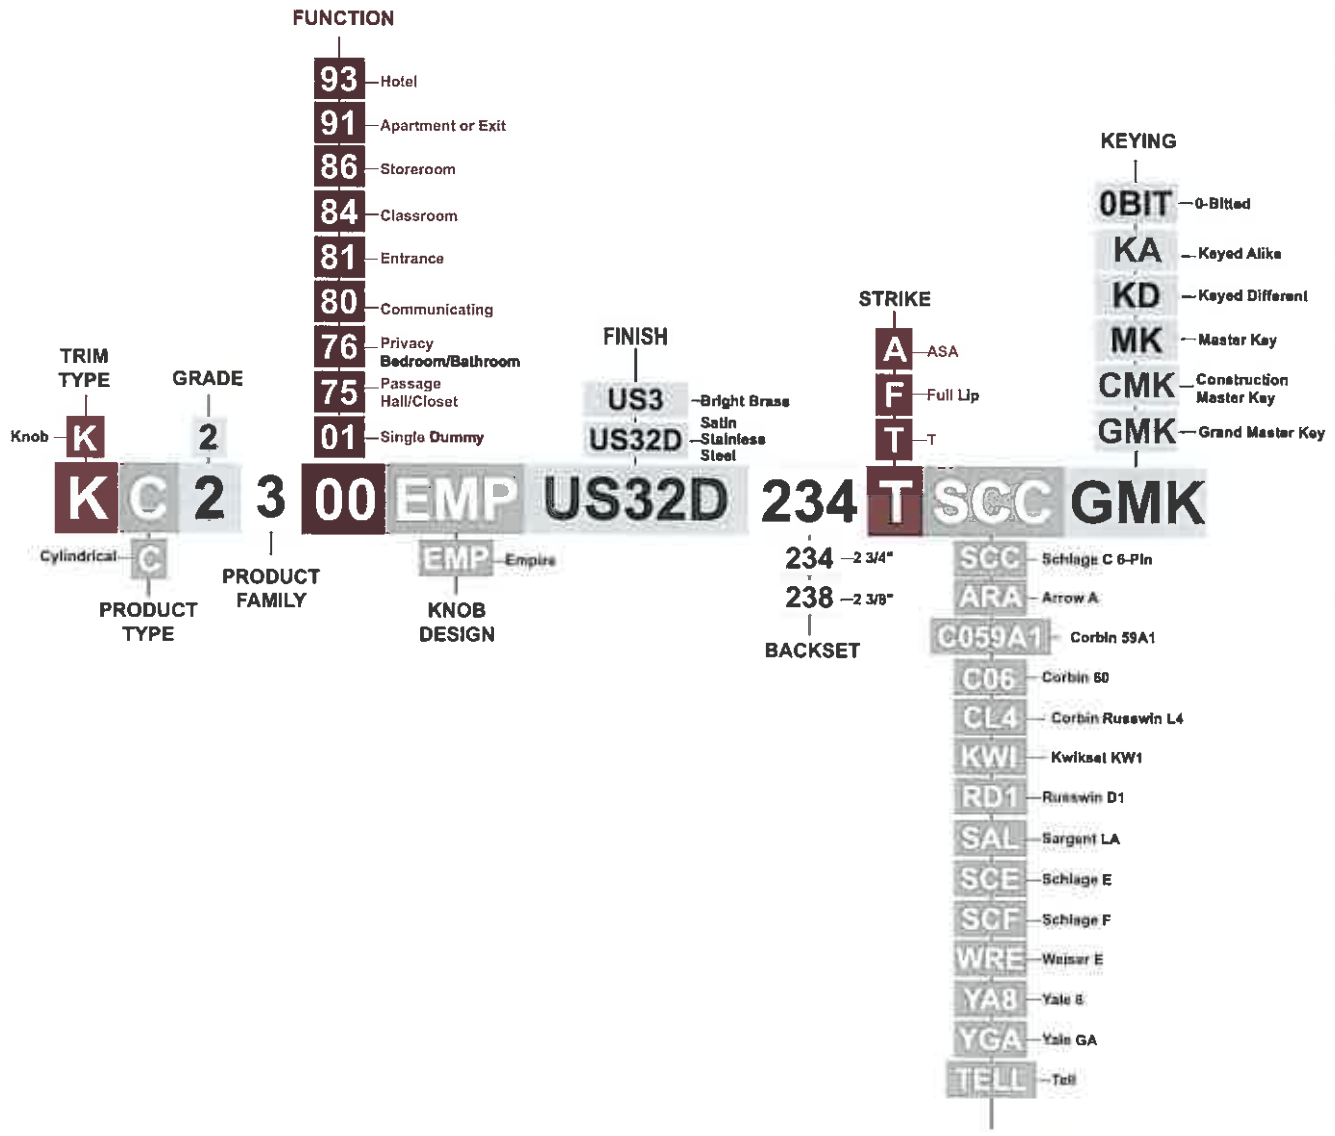 FUNCTION
93 Hotel
91 Apartment or Exit
86 Storeroom
84 Classroom
81 Entrance
80 Communicating
76 Privacy
Bedroom/Bathroom
75 Passage
Hall/Closet
01 Single Dummy
TRIM
TYPE
Knob K
GRADE
2
FINISH
US3 Bright Brass
US32D Satin
Stainless
Steel
STRIKE
A ASA
F Full Lip
T T
KEYING
0BIT 0-Bitted
KA Keyed Alike
KD Keyed Different
MK Master Key
CMK Construction
Master Key
GMK Grand Master Key
K C 2 3 00 EMP US32D 234 T SCC GMK
Cylindrical C
PRODUCT
TYPE
PRODUCT
FAMILY
EMP Empire
KNOB
DESIGN
234 2 3/4"
238 2 3/8"
BACKSET
SCC Schlage C 6-Pin
ARA Arrow A
C059A1 Corbin 59A1
C06 Corbin 60
CL4 Corbin Russwin L4
KWI Kwikset KW1
RD1 Russwin D1
SAL Sargent LA
SCE Schlage E
SCF Schlage F
WRE Weiser E
YA8 Yale 8
YGA Yale GA
TELL Tell